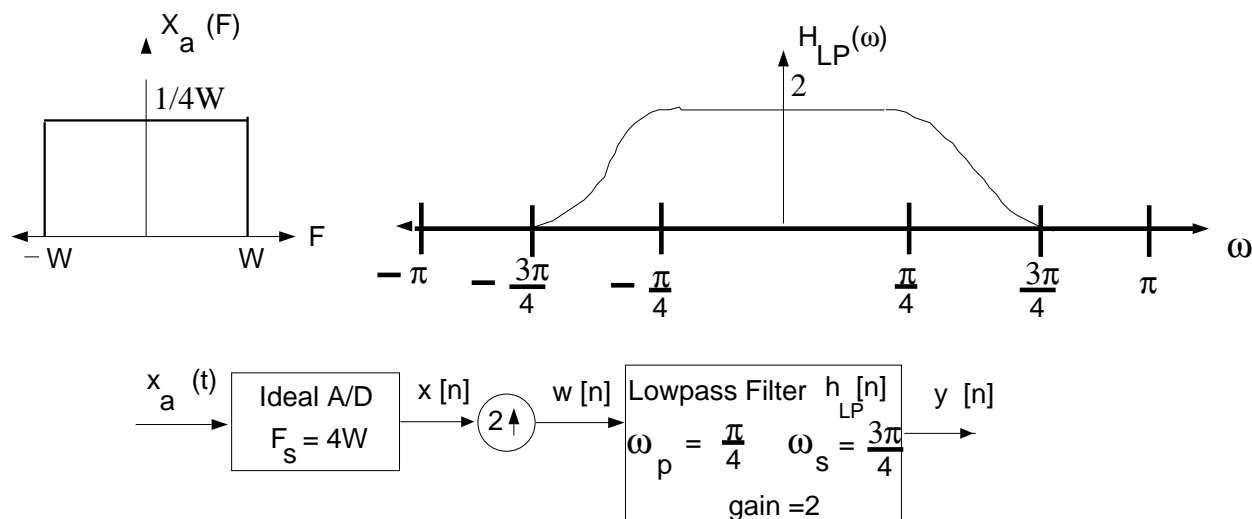 X_a (F)
1/4W
F
– W
W
H_LP(ω)
2
– π
– 3π/4
– π/4
π/4
3π/4
π
ω
x_a (t)
Ideal A/D
F_s = 4W
x [n]
2
w [n]
Lowpass Filter h_LP[n]
ω_p = π/4 ω_s = 3π/4
gain =2
y [n]